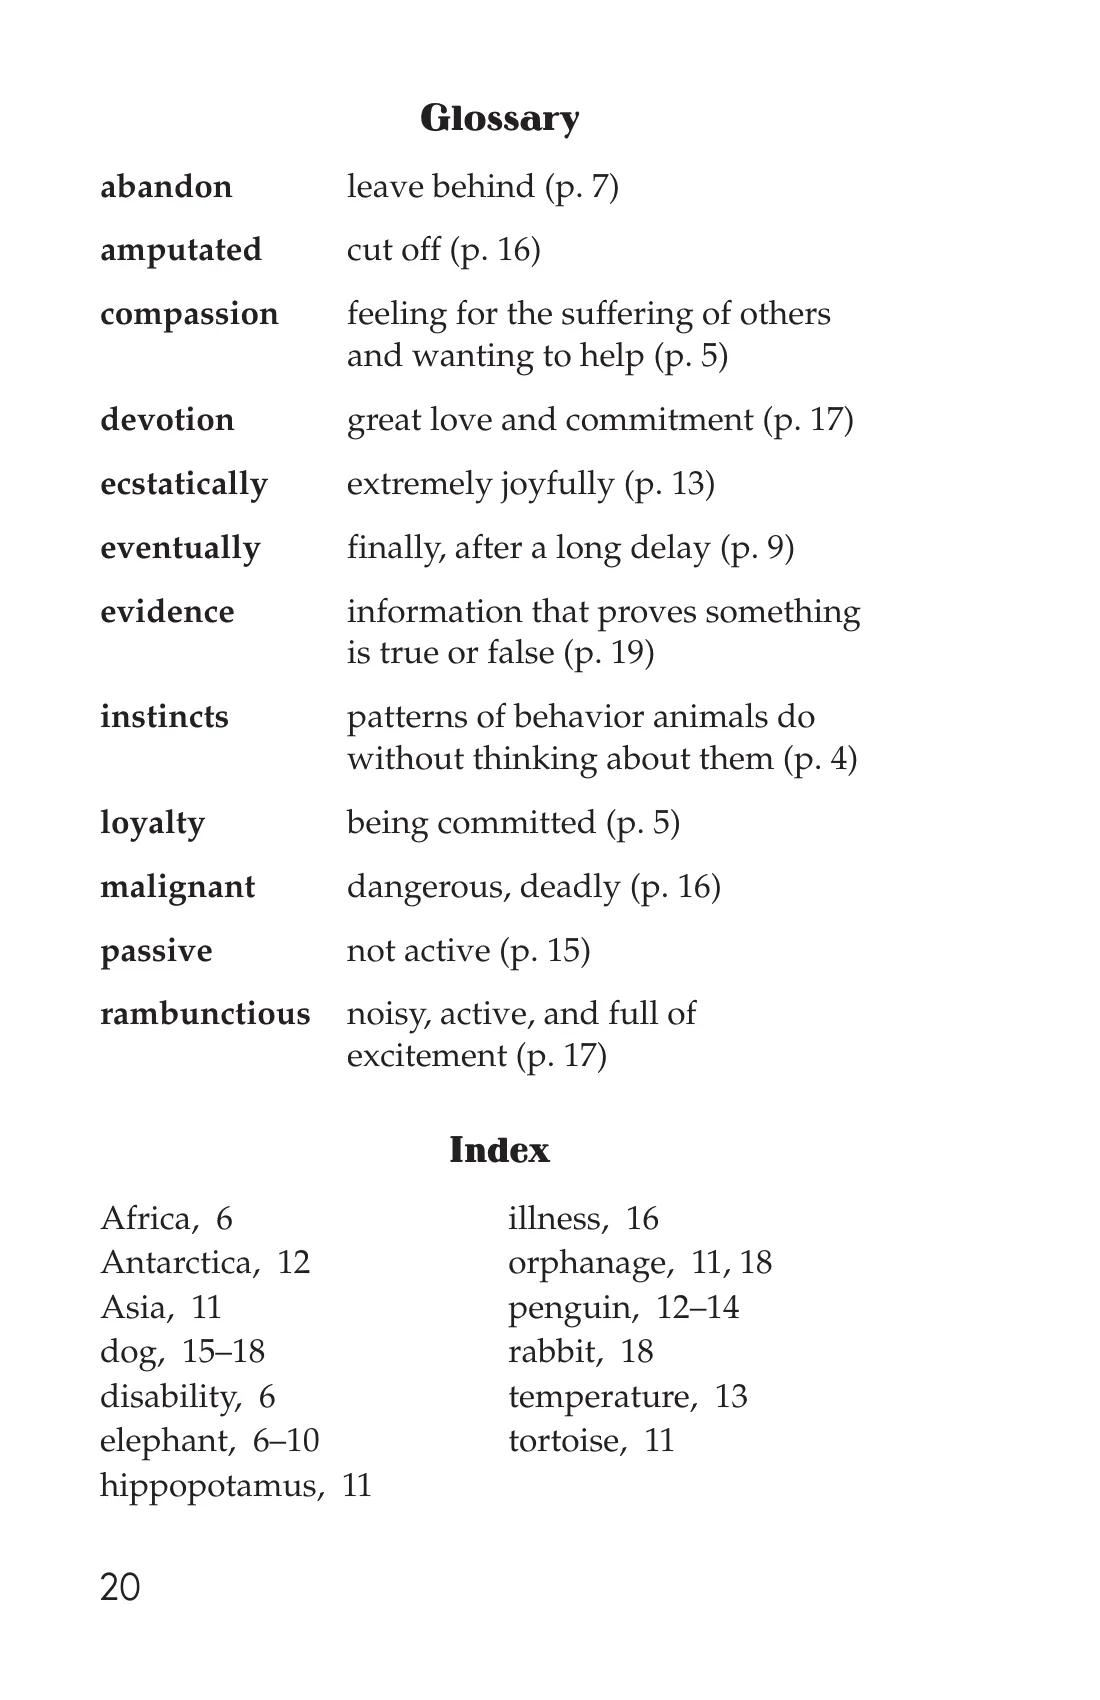 Glossary
abandon leave behind (p. 7)
amputated cut off (p. 16)
compassion feeling for the suffering of others
and wanting to help (p. 5)
devotion great love and commitment (p. 17)
ecstatically extremely joyfully (p. 13)
eventually finally, after a long delay (p. 9)
evidence information that proves something
is true or false (p. 19)
instincts patterns of behavior animals do
without thinking about them (p. 4)
loyalty being committed (p. 5)
malignant dangerous, deadly (p. 16)
passive not active (p. 15)
rambunctious noisy, active, and full of
excitement (p. 17)
Index
Africa, 6
Antarctica, 12
Asia, 11
dog, 15–18
disability, 6
elephant, 6–10
hippopotamus, 11
illness, 16
orphanage, 11, 18
penguin, 12–14
rabbit, 18
temperature, 13
tortoise, 11
20